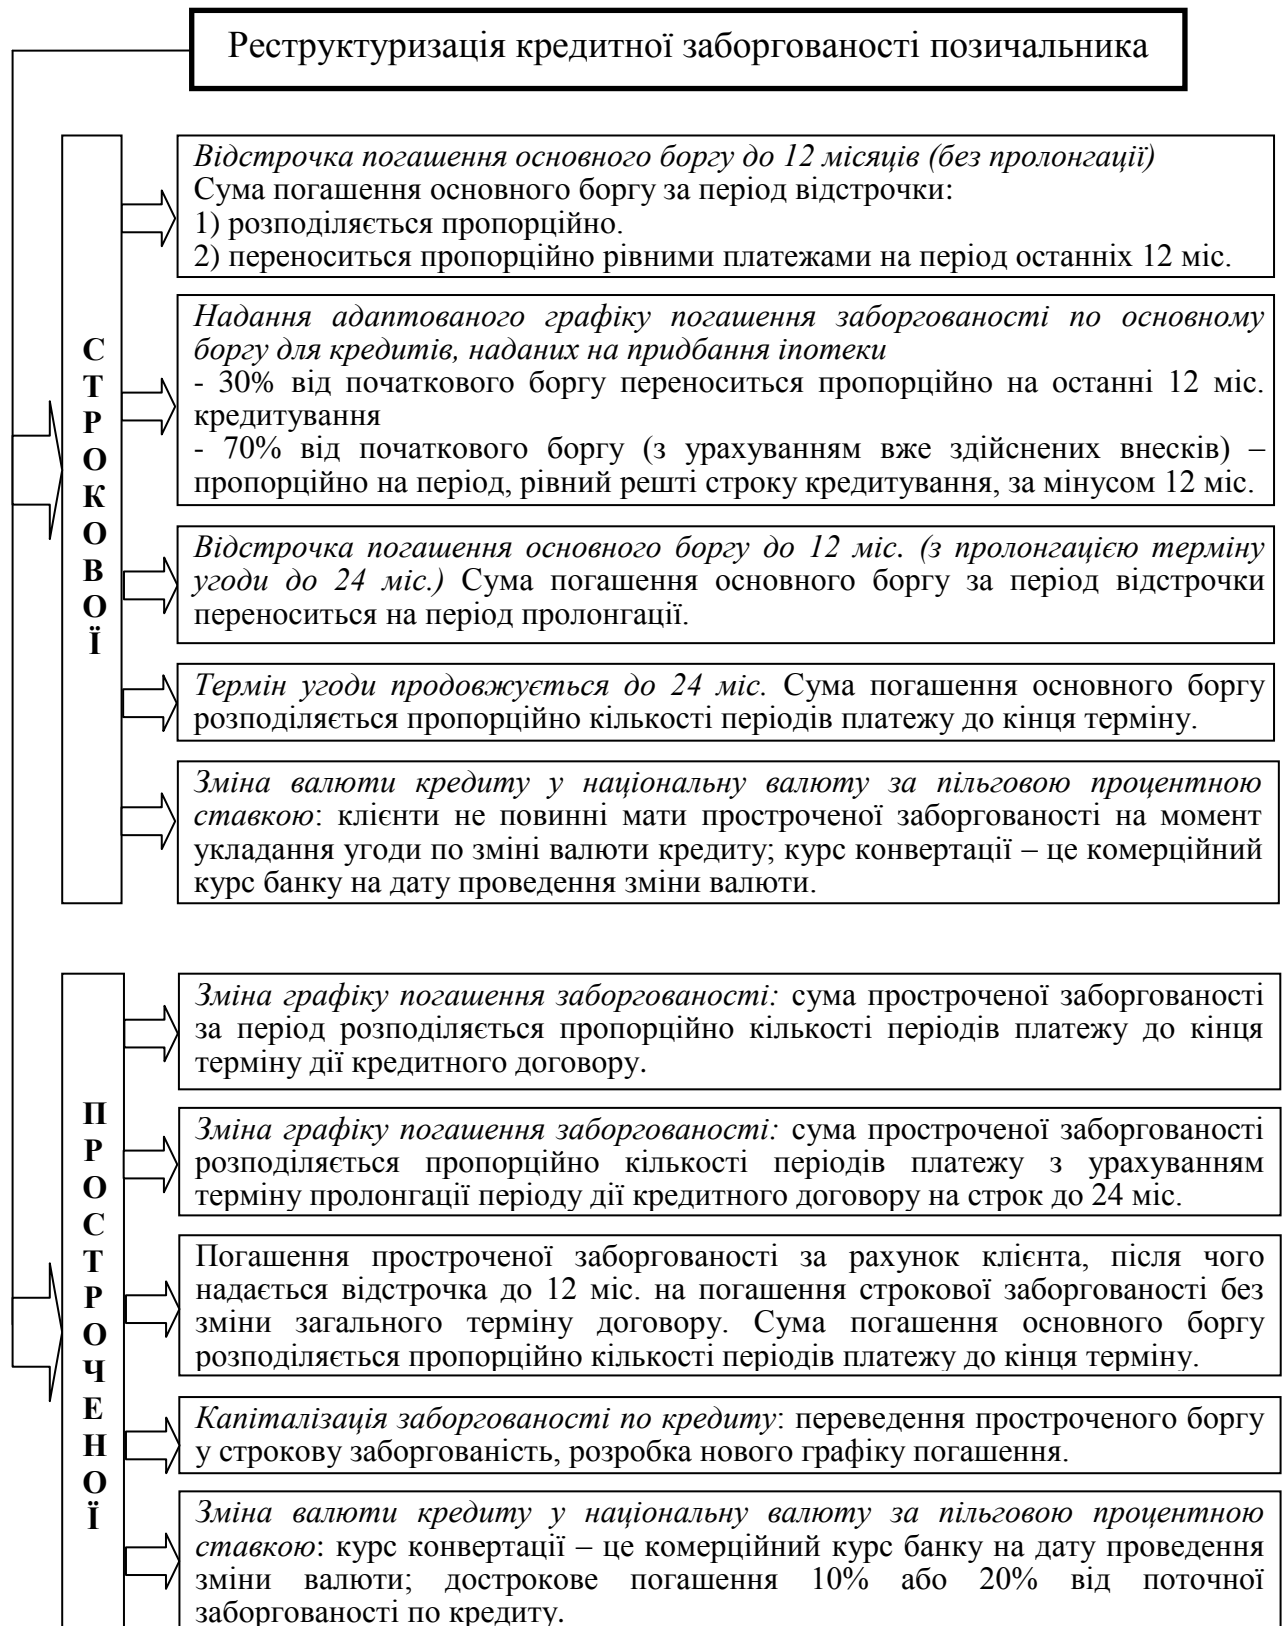 Реструктуризація кредитної заборгованості позичальника
СТРОКОВОЇ
Відстрочка погашення основного боргу до 12 місяців (без пролонгації)
Сума погашення основного боргу за період відстрочки:
1) розподіляється пропорційно.
2) переноситься пропорційно рівними платежами на період останніх 12 міс.
Надання адаптованого графіку погашення заборгованості по основному
боргу для кредитів, наданих на придбання іпотеки
- 30% від початкового боргу переноситься пропорційно на останні 12 міс.
кредитування
- 70% від початкового боргу (з урахуванням вже здійснених внесків) –
пропорційно на період, рівний решті строку кредитування, за мінусом 12 міс.
Відстрочка погашення основного боргу до 12 міс. (з пролонгацією терміну
угоди до 24 міс.) Сума погашення основного боргу за період відстрочки
переноситься на період пролонгації.
Термін угоди продовжується до 24 міс. Сума погашення основного боргу
розподіляється пропорційно кількості періодів платежу до кінця терміну.
Зміна валюти кредиту у національну валюту за пільговою процентною
ставкою: клієнти не повинні мати простроченої заборгованості на момент
укладання угоди по зміні валюти кредиту; курс конвертації – це комерційний
курс банку на дату проведення зміни валюти.
ПРОСТРОЧЕНОЇ
Зміна графіку погашення заборгованості: сума простроченої заборгованості
за період розподіляється пропорційно кількості періодів платежу до кінця
терміну дії кредитного договору.
Зміна графіку погашення заборгованості: сума простроченої заборгованості
розподіляється пропорційно кількості періодів платежу з урахуванням
терміну пролонгації періоду дії кредитного договору на строк до 24 міс.
Погашення простроченої заборгованості за рахунок клієнта, після чого
надається відстрочка до 12 міс. на погашення строкової заборгованості без
зміни загального терміну договору. Сума погашення основного боргу
розподіляється пропорційно кількості періодів платежу до кінця терміну.
Капіталізація заборгованості по кредиту: переведення простроченого боргу
у строкову заборгованість, розробка нового графіку погашення.
Зміна валюти кредиту у національну валюту за пільговою процентною
ставкою: курс конвертації – це комерційний курс банку на дату проведення
зміни валюти; дострокове погашення 10% або 20% від поточної
заборгованості по кредиту.